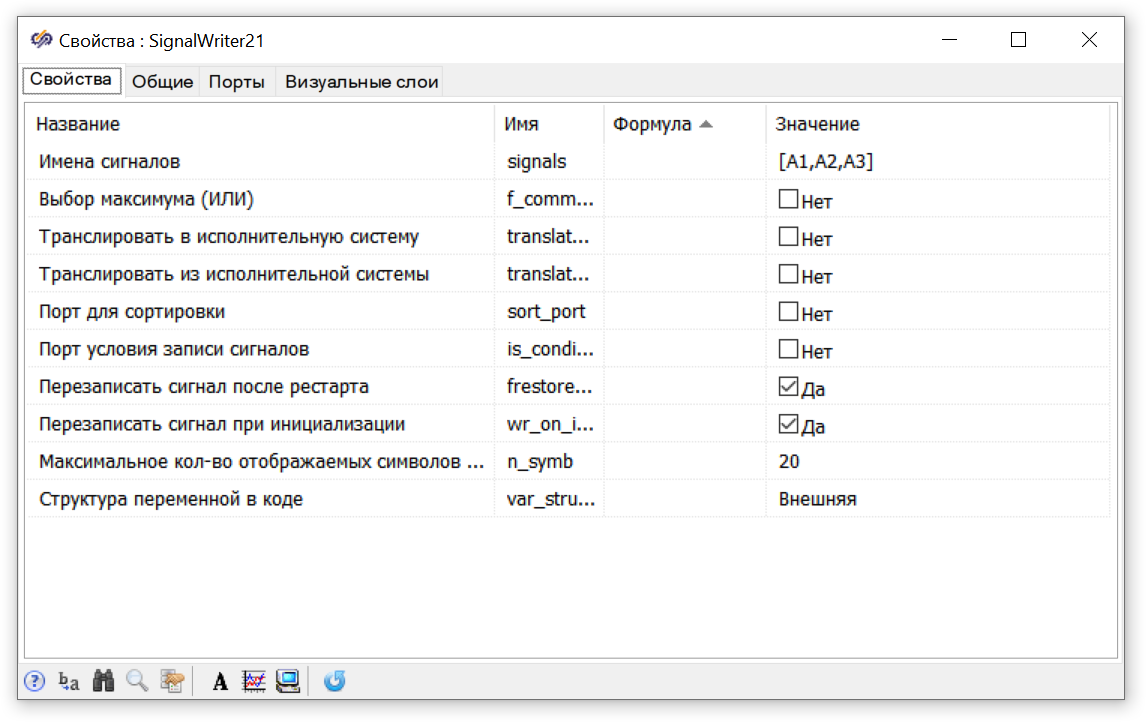 Свойства : SignalWriter21
Свойства Общие Порты Визуальные слои
Название Имя Формула Значение
Имена сигналов signals [A1,A2,A3]
Выбор максимума (ИЛИ) f_comm... Нет
Транслировать в исполнительную систему translat... Нет
Транслировать из исполнительной системы translat... Нет
Порт для сортировки sort_port Нет
Порт условия записи сигналов is_condi... Нет
Перезаписать сигнал после рестарта frestore... Да
Перезаписать сигнал при инициализации wr_on_i... Да
Максимальное кол-во отображаемых символов ... n_symb 20
Структура переменной в коде var_stru... Внешняя